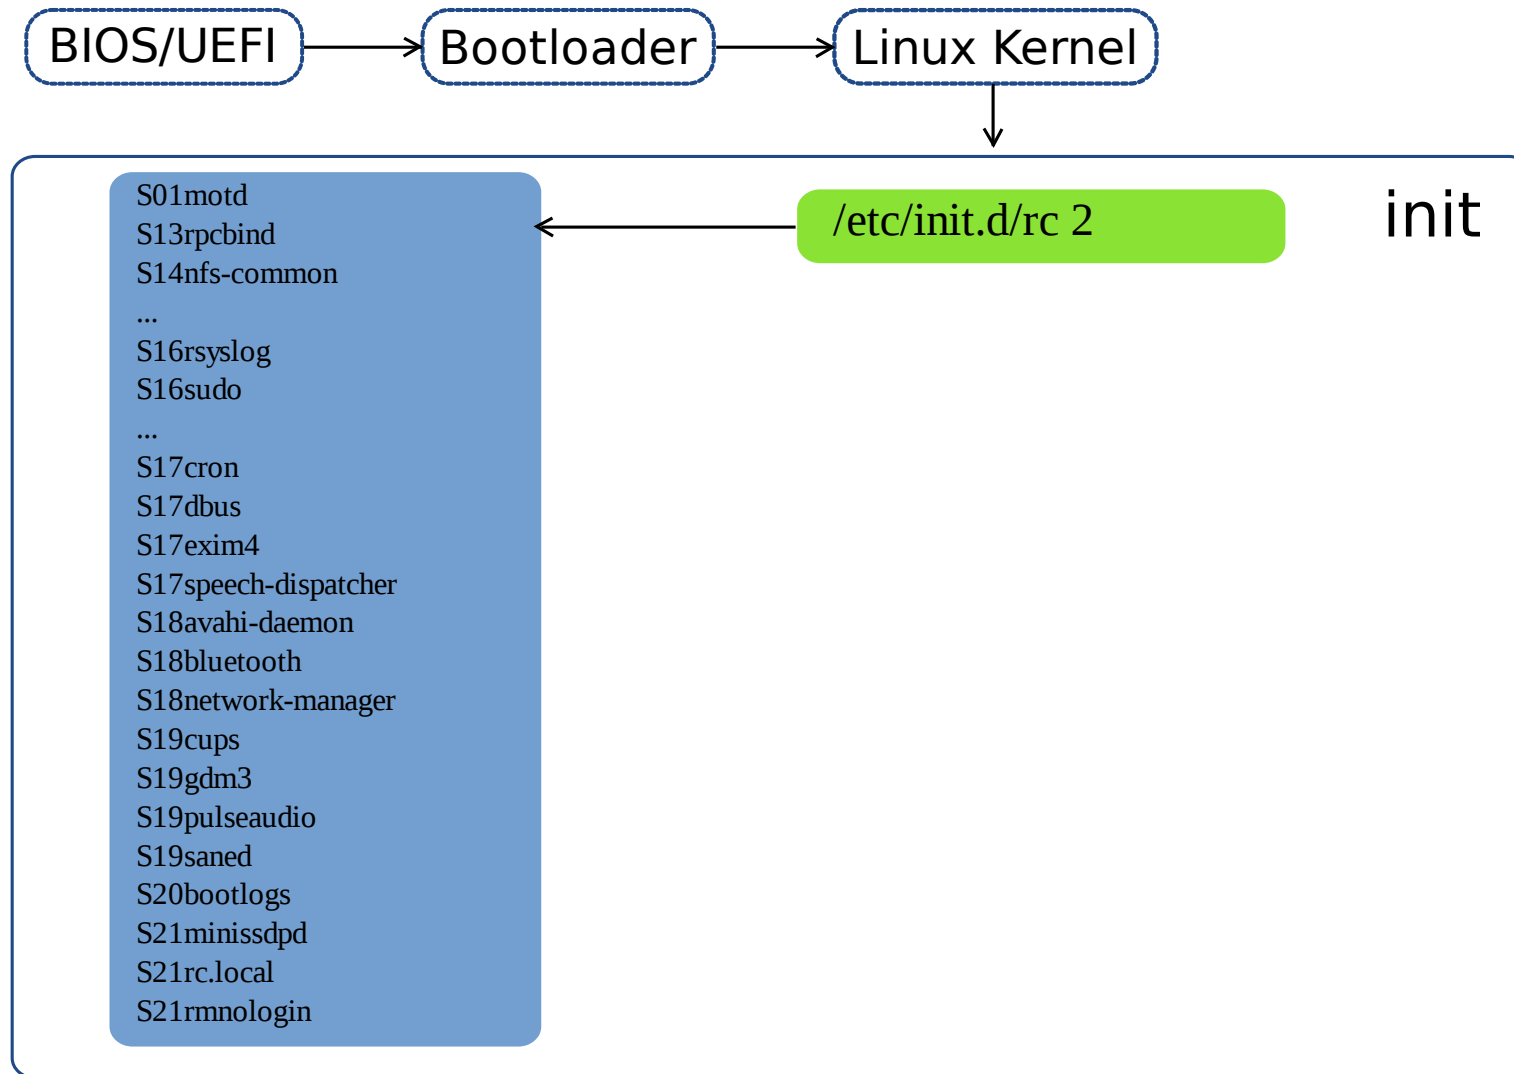 BIOS/UEFI
Bootloader
Linux Kernel
init
/etc/init.d/rc 2
S01motd
S13rpcbind
S14nfs-common
...
S16rsyslog
S16sudo
...
S17cron
S17dbus
S17exim4
S17speech-dispatcher
S18avahi-daemon
S18bluetooth
S18network-manager
S19cups
S19gdm3
S19pulseaudio
S19saned
S20bootlogs
S21minissdpd
S21rc.local
S21rmnologin